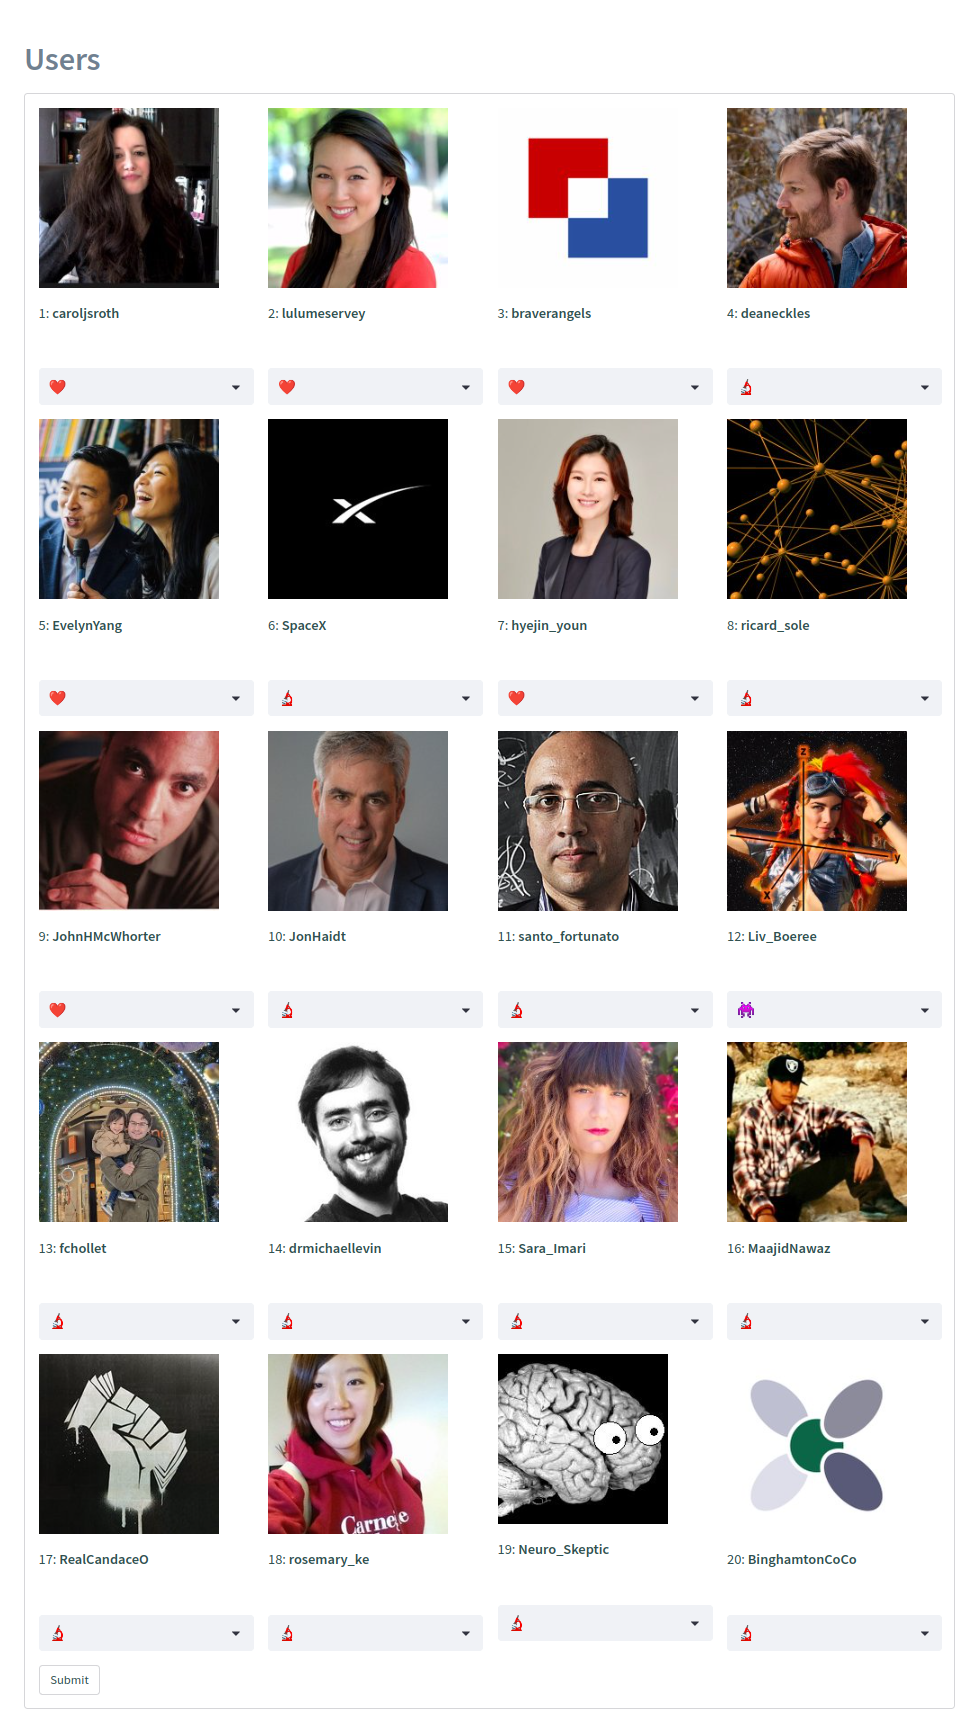 Users
1: caroljsroth
2: lulumeservey
3: braverangels
4: deaneckles
5: EvelynYang
6: SpaceX
7: hyejin_youn
8: ricard_sole
9: JohnHMcWhorter
10: JonHaidt
11: santo_fortunato
12: Liv_Boeree
z
x
y
13: fchollet
14: drmichaellevin
15: Sara_Imari
16: MaajidNawaz
Carnegie
17: RealCandaceO
18: rosemary_ke
19: Neuro_Skeptic
20: BinghamtonCoCo
Submit